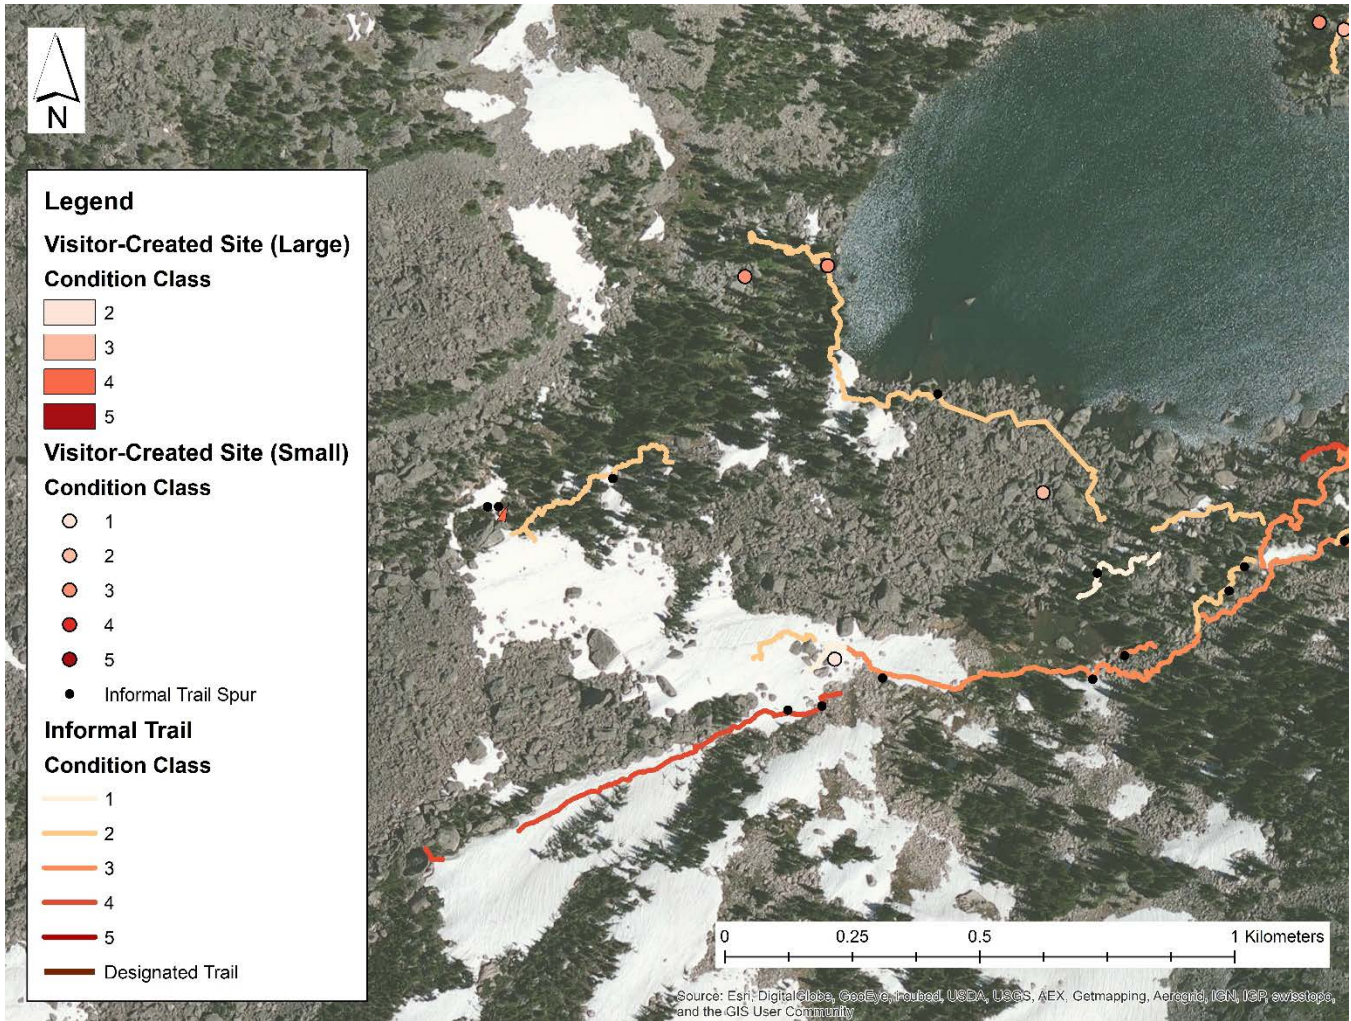 N
Legend
Visitor-Created Site (Large)
Condition Class
2
3
4
5
Visitor-Created Site (Small)
Condition Class
1
2
3
4
5
Informal Trail Spur
Informal Trail
Condition Class
1
2
3
4
5
Designated Trail
0 0.25 0.5 1 Kilometers
Source: Esri, DigitalGlobe, GeoEye, i-cubed, USDA, USGS, AEX, Getmapping, Aerogrid, IGN, IGP, swisstopo,
and the GIS User Community